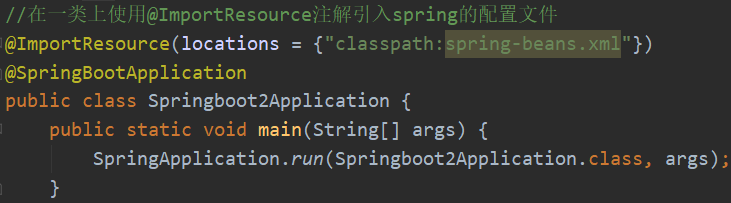 //在一类上使用@ImportResource注解引入spring的配置文件
@ImportResource(locations = {"classpath:spring-beans.xml"})
@SpringBootApplication
public class Springboot2Application {
    public static void main(String[] args) {
        SpringApplication.run(Springboot2Application.class, args);
    }